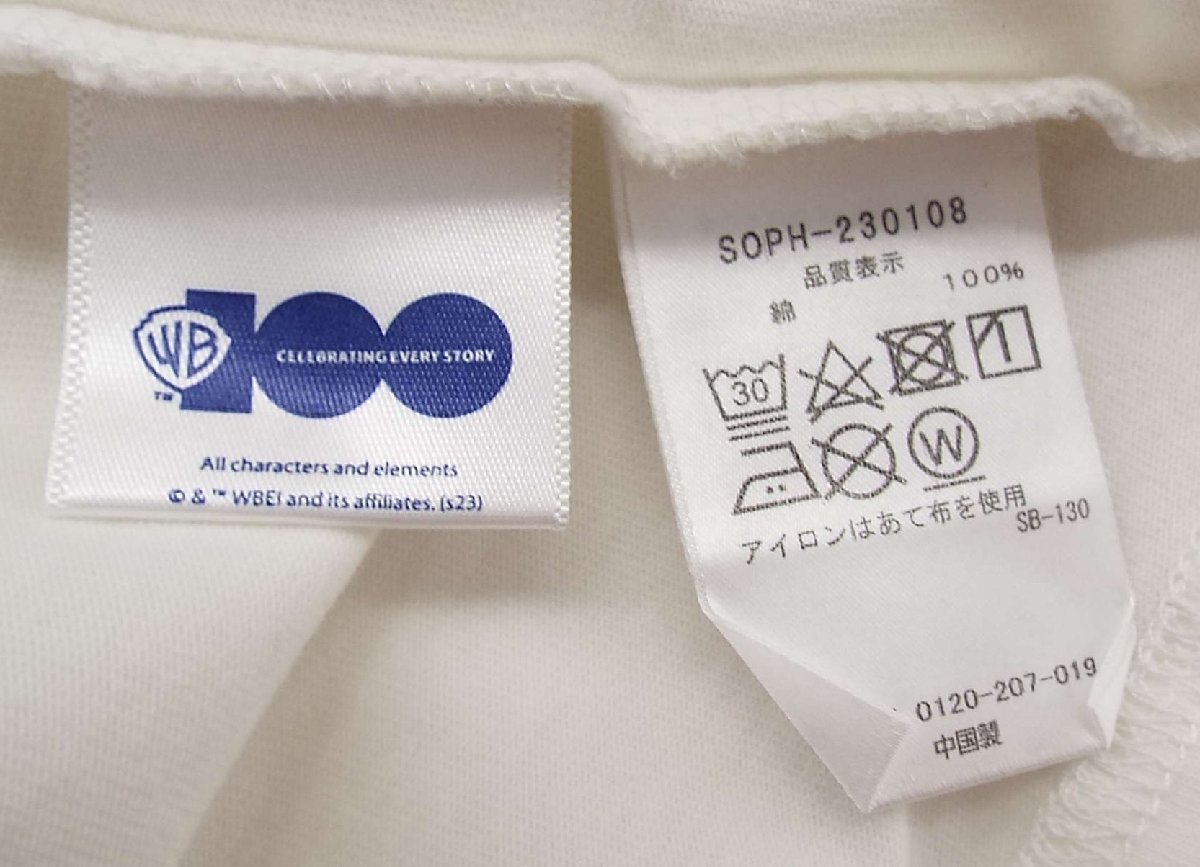 WB 100
CELEBRATING EVERY STORY
TM
All characters and elements
© & ™ WBEI and its affiliates. (s23)
SOPH-230108
品質表示
綿 100%
30
W
アイロンはあて布を使用
SB-130
0120-207-019
中国製